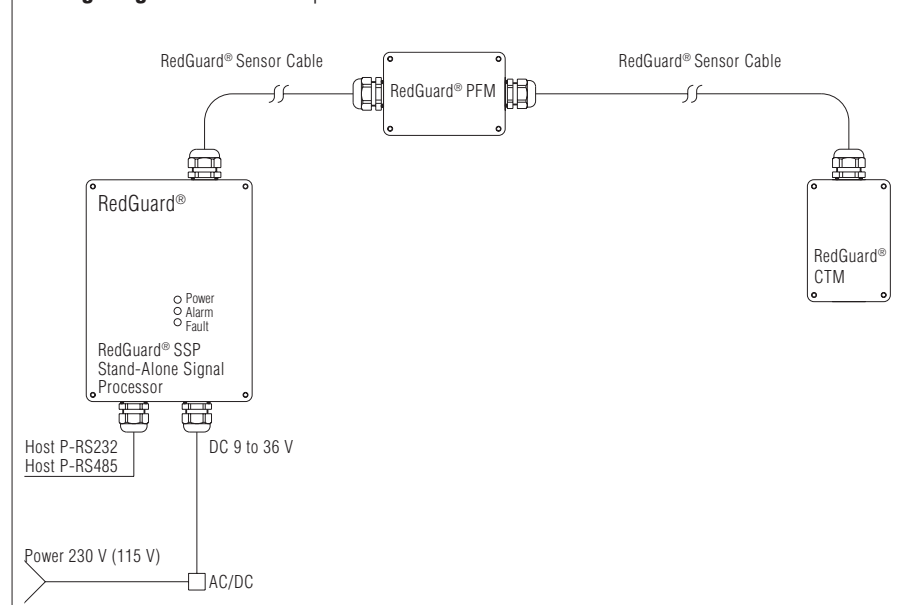 RedGuard® Sensor Cable
RedGuard® PFM
RedGuard® Sensor Cable
RedGuard®
Power
Alarm
Fault
RedGuard® SSP
Stand-Alone Signal
Processor
RedGuard®
CTM
Host P-RS232
Host P-RS485
DC 9 to 36 V
Power 230 V (115 V)
AC/DC